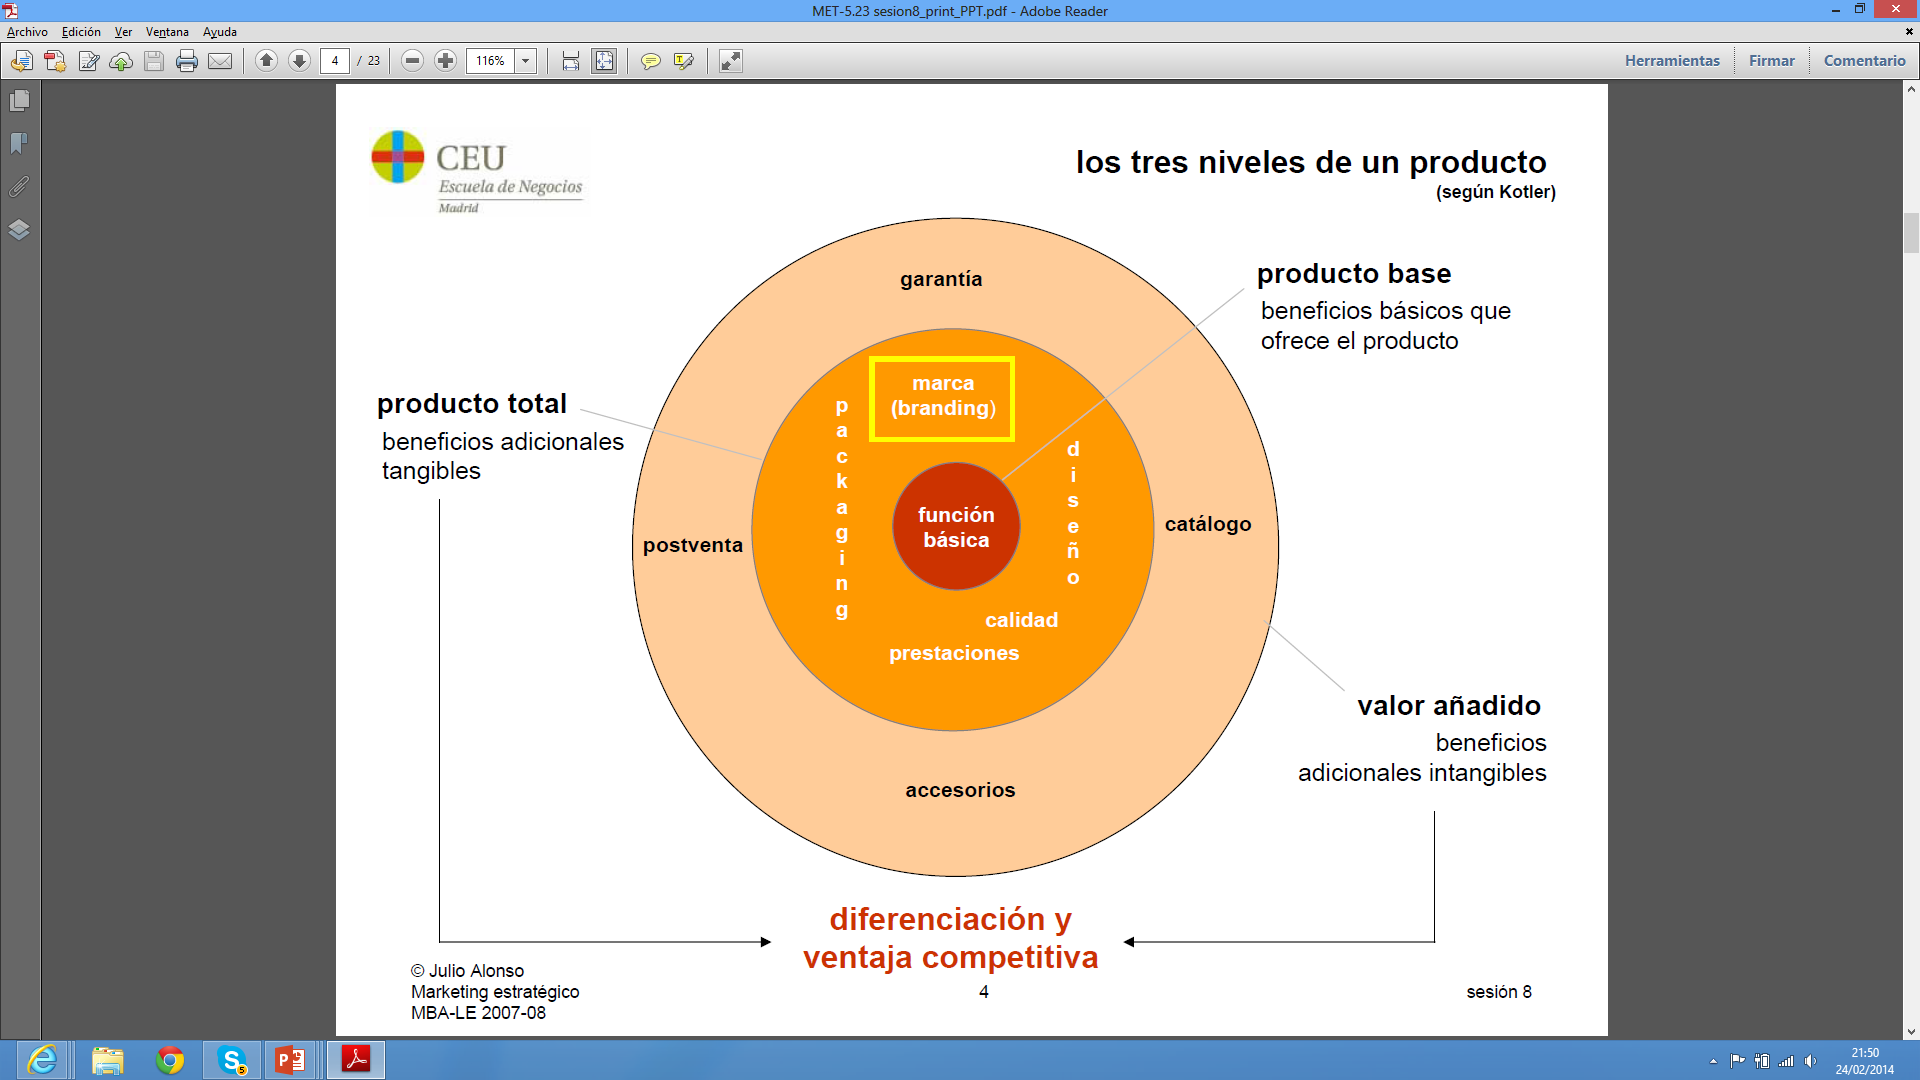 MET-5.23 sesion8_print_PPT.pdf - Adobe Reader
Archivo Edición Ver Ventana Ayuda
4 / 23 116% Herramientas Firmar Comentario
CEU
Escuela de Negocios
Madrid
los tres niveles de un producto
(según Kotler)
garantía
producto base
beneficios básicos que
ofrece el producto
marca
(branding)
producto total
beneficios adicionales
tangibles
packaging
diseño
función
básica
catálogo
postventa
calidad
prestaciones
valor añadido
beneficios
adicionales intangibles
accesorios
diferenciación y
ventaja competitiva
© Julio Alonso
Marketing estratégico
MBA-LE 2007-08
4
sesión 8
5
21:50
24/02/2014